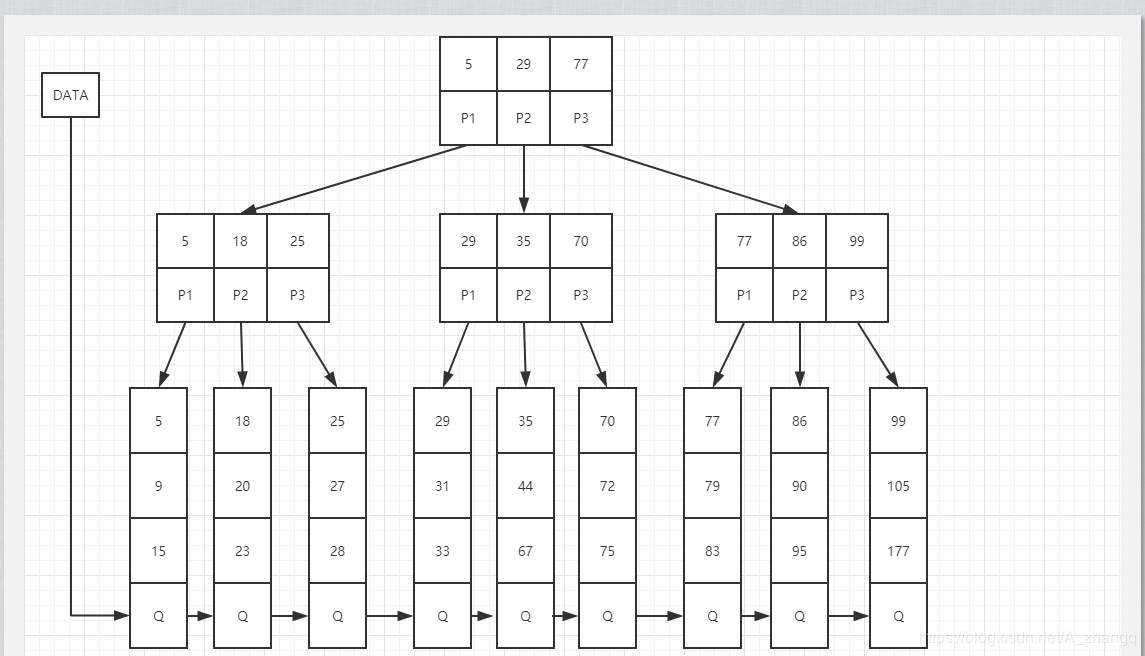 5 29 77
DATA
P1 P2 P3
5 18 25 29 35 70 77 86 99
P1 P2 P3 P1 P2 P3 P1 P2 P3
5 18 25 29 35 70 77 86 99
9 20 27 31 44 72 79 90 105
15 23 28 33 67 75 83 95 177
Q Q Q Q Q Q Q Q Q
https://blog.csdn.net/A_zhangq